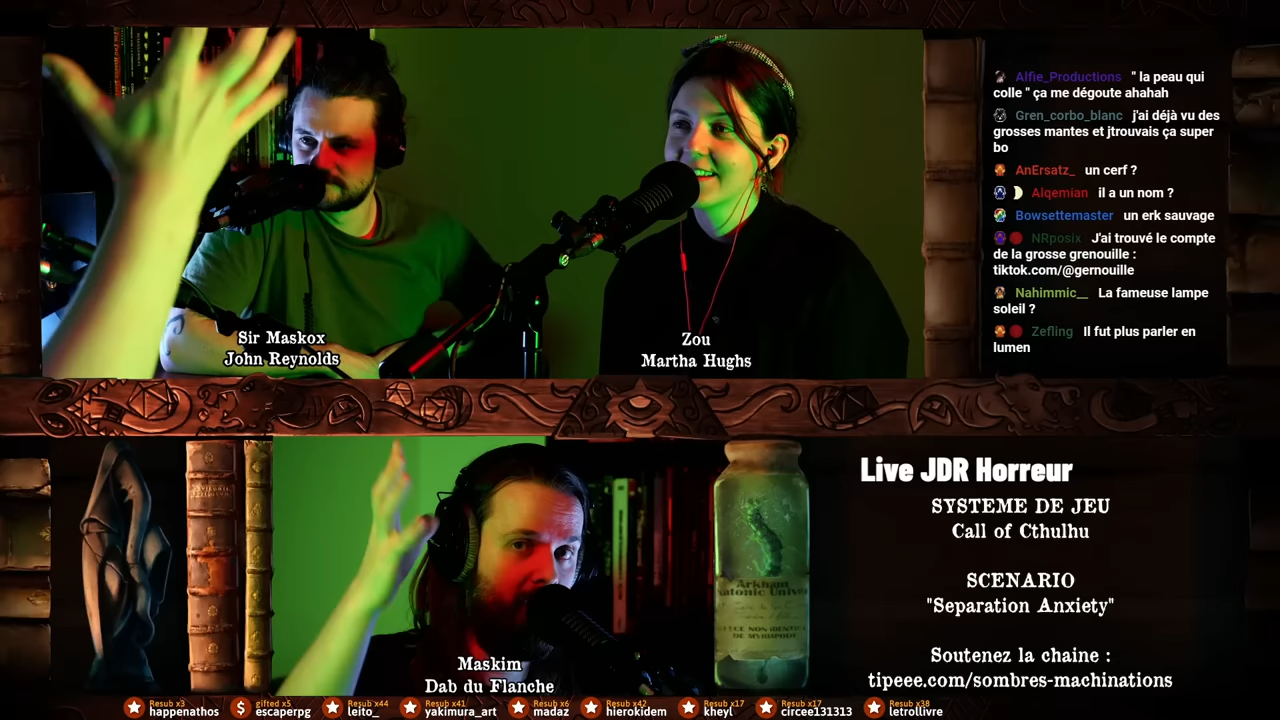 Alfie_Productions " la peau qui
colle " ça me dégoute ahahah
Gren_corbo_blanc j'ai déjà vu des
grosses mantes et jtrouvais ça super
bo
AnErsatz_ un cerf ?
Alqemian il a un nom ?
Bowsettemaster un erk sauvage
NRposix J'ai trouvé le compte
de la grosse grenouille :
tiktok.com/@gernouille
Nahimmic__ La fameuse lampe
soleil ?
Zefling Il fut plus parler en
lumen
Sir Maskox
John Reynolds
Zou
Martha Hughs
Maskim
Dab du Flanche
Arkham
Live JDR Horreur
SYSTEME DE JEU
Call of Cthulhu
SCENARIO
"Separation Anxiety"
Soutenez la chaine :
tipeee.com/sombres-machinations
Resub x3
happenathos
gifted x5
escaperpg
Resub x44
leito_
Resub x41
yakimura_art
Resub x6
madaz
Resub x42
hierokidem
Resub x17
kheyl
Resub x17
circee131313
Resub x38
letrollivre